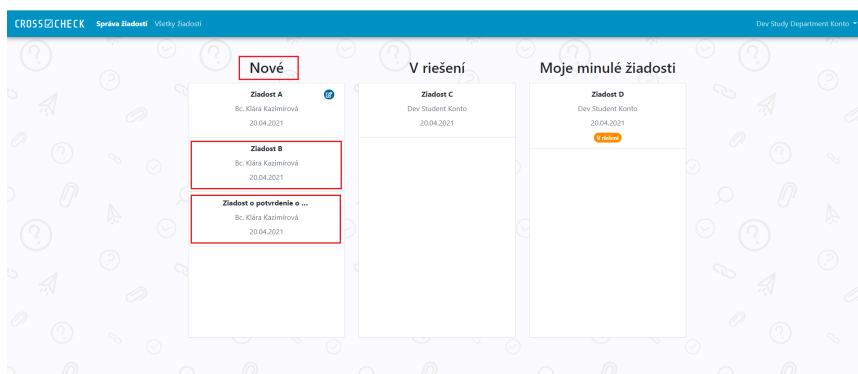 CROSS☑CHECK Správa žiadostí Všetky žiadosti Dev Study Department Konto
Nové
Ziadost A
Bc. Klára Kazimírová
20.04.2021
Ziadost B
Bc. Klára Kazimírová
20.04.2021
Ziadost o potvrdenie o ...
Bc. Klára Kazimírová
20.04.2021
V riešení
Ziadost C
Dev Student Konto
20.04.2021
Moje minulé žiadosti
Ziadost D
Dev Student Konto
20.04.2021
V riešení